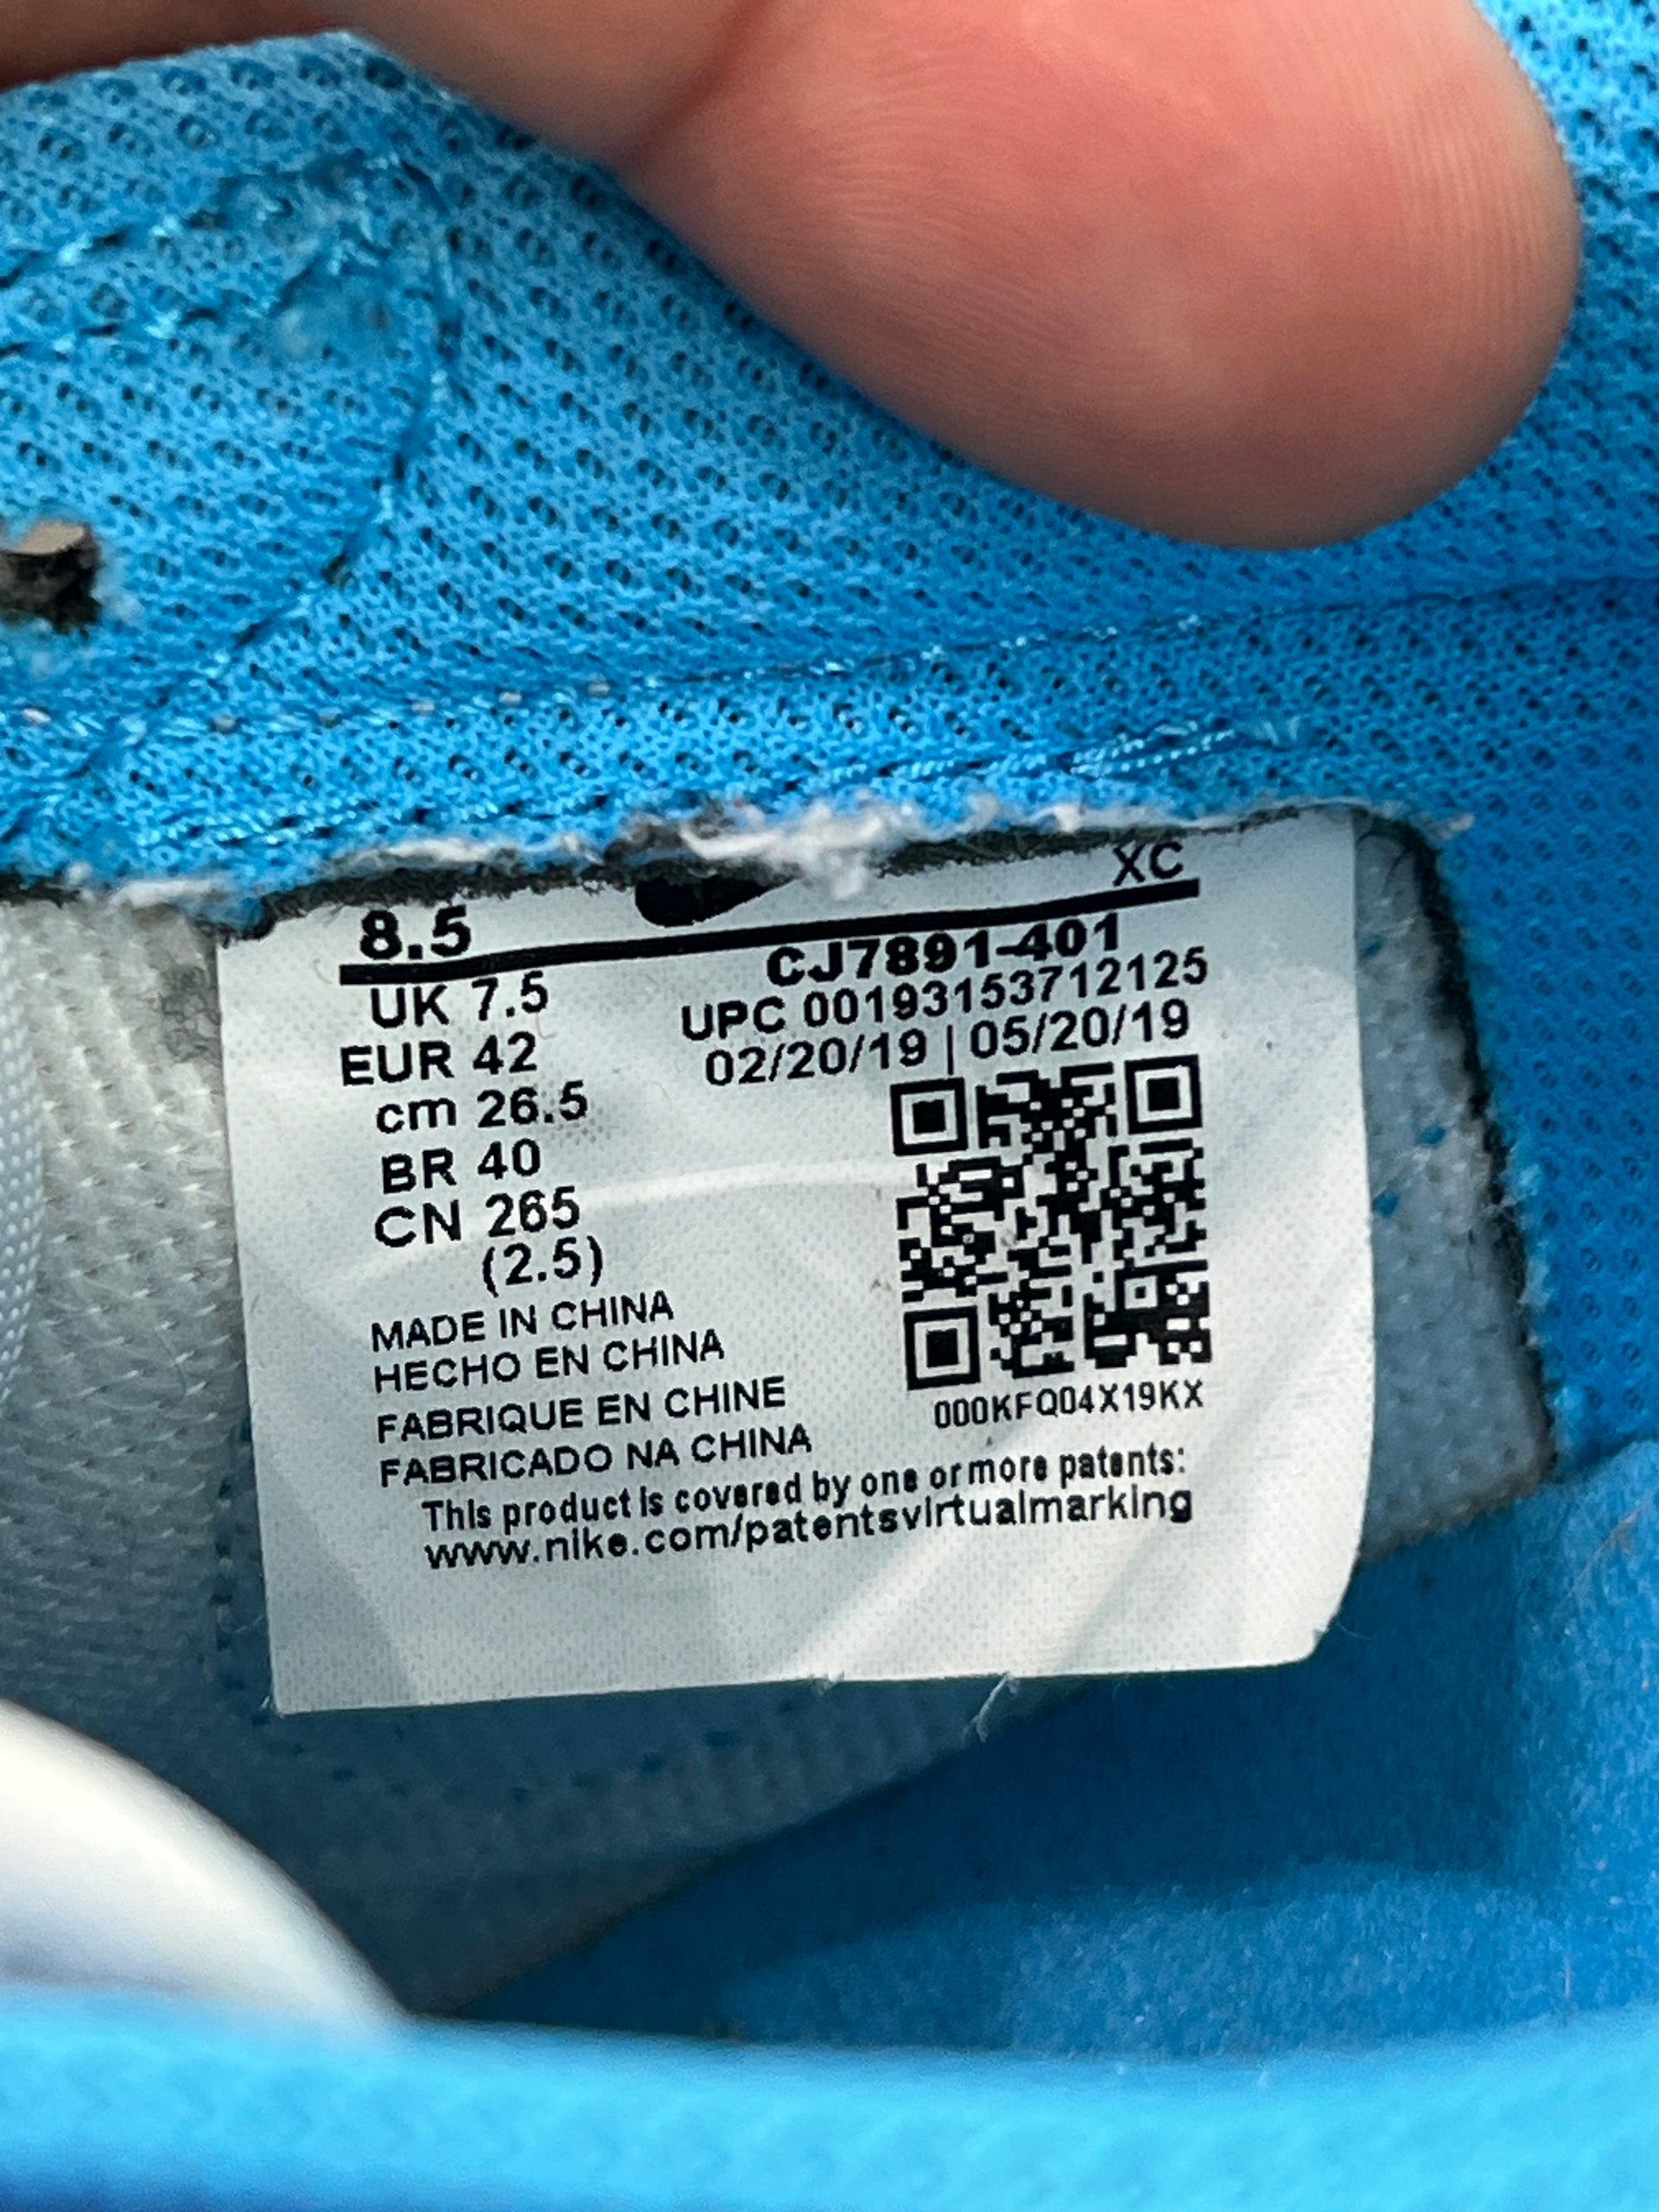 XC
8.5
CJ7891-401
UK 7.5
UPC 00193153712125
EUR 42
02/20/19 | 05/20/19
cm 26.5
BR 40
CN 265
(2.5)
MADE IN CHINA
HECHO EN CHINA
FABRIQUE EN CHINE
FABRICADO NA CHINA
000KFQ04X19KX
This product is covered by one or more patents:
www.nike.com/patentsvirtualmarking